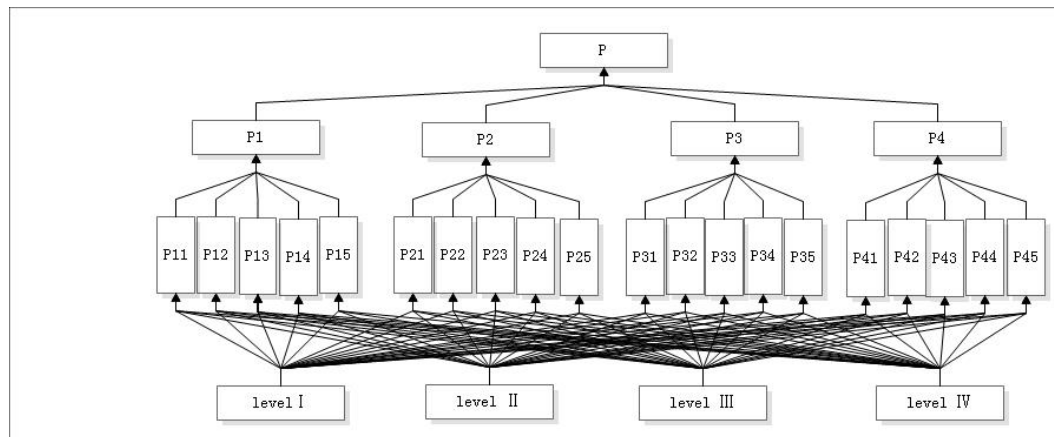 P
P1 P2 P3 P4
P11 P12 P13 P14 P15 P21 P22 P23 P24 P25 P31 P32 P33 P34 P35 P41 P42 P43 P44 P45
level Ⅰ level Ⅱ level Ⅲ level Ⅳ